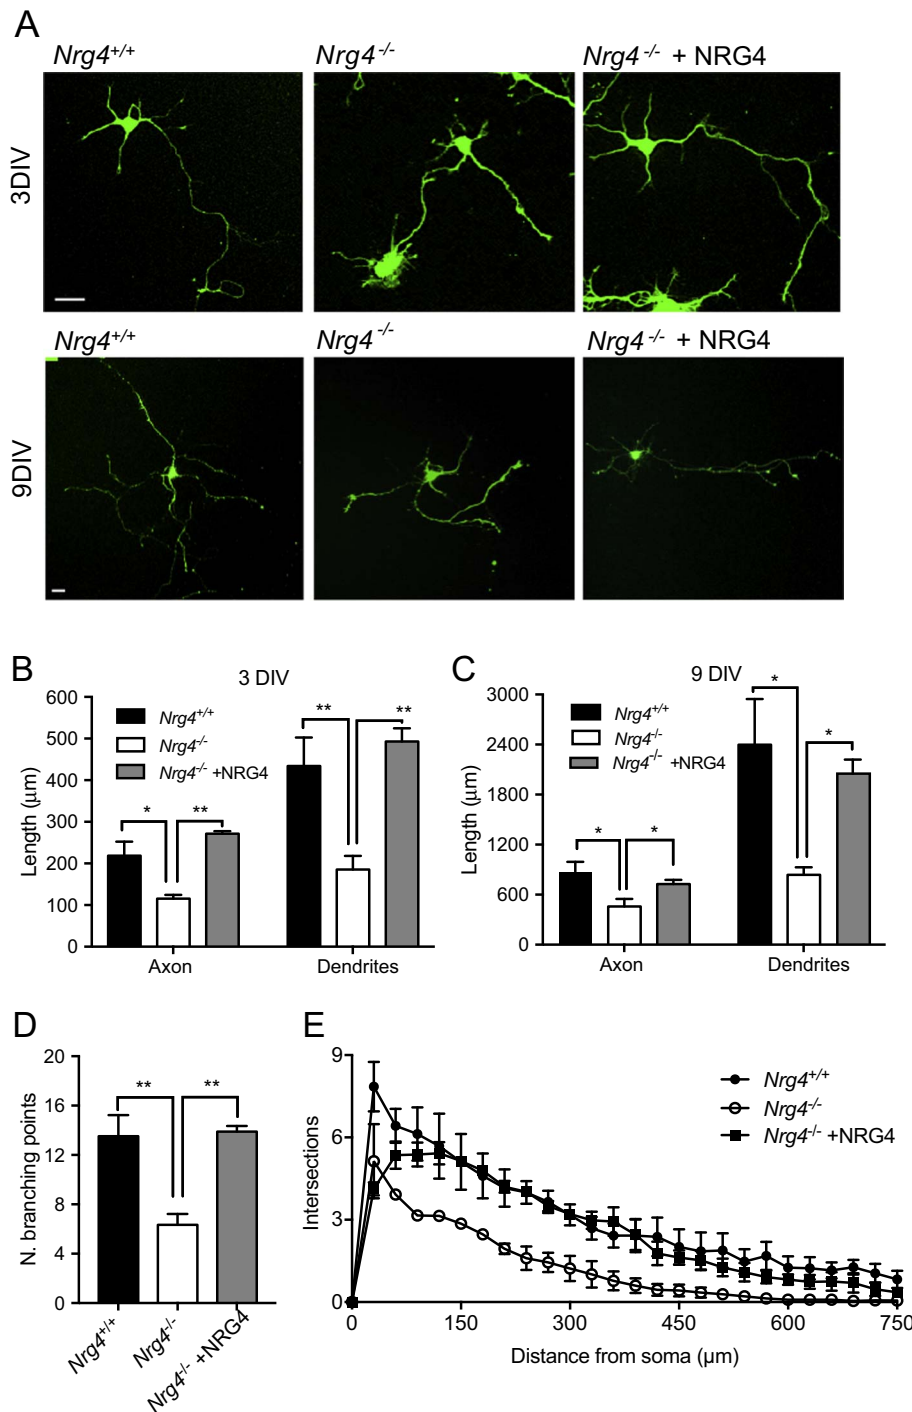 A
Nrg4+/+
Nrg4-/-
Nrg4-/- + NRG4
3DIV
Nrg4+/+
Nrg4-/-
Nrg4-/- + NRG4
9DIV
B
3 DIV
600
500
400
300
200
100
0
Length (μm)
Nrg4+/+
Nrg4-/-
Nrg4-/- +NRG4
*
**
**
**
Axon
Dendrites
C
9 DIV
3000
2400
1800
1200
600
0
Length (μm)
Nrg4+/+
Nrg4-/-
Nrg4-/- +NRG4
*
*
*
*
Axon
Dendrites
D
20
16
12
8
4
0
N. branching points
**
**
Nrg4+/+
Nrg4-/-
Nrg4-/- +NRG4
E
9
6
3
0
Intersections
Nrg4+/+
Nrg4-/-
Nrg4-/- +NRG4
0
150
300
450
600
750
Distance from soma (μm)